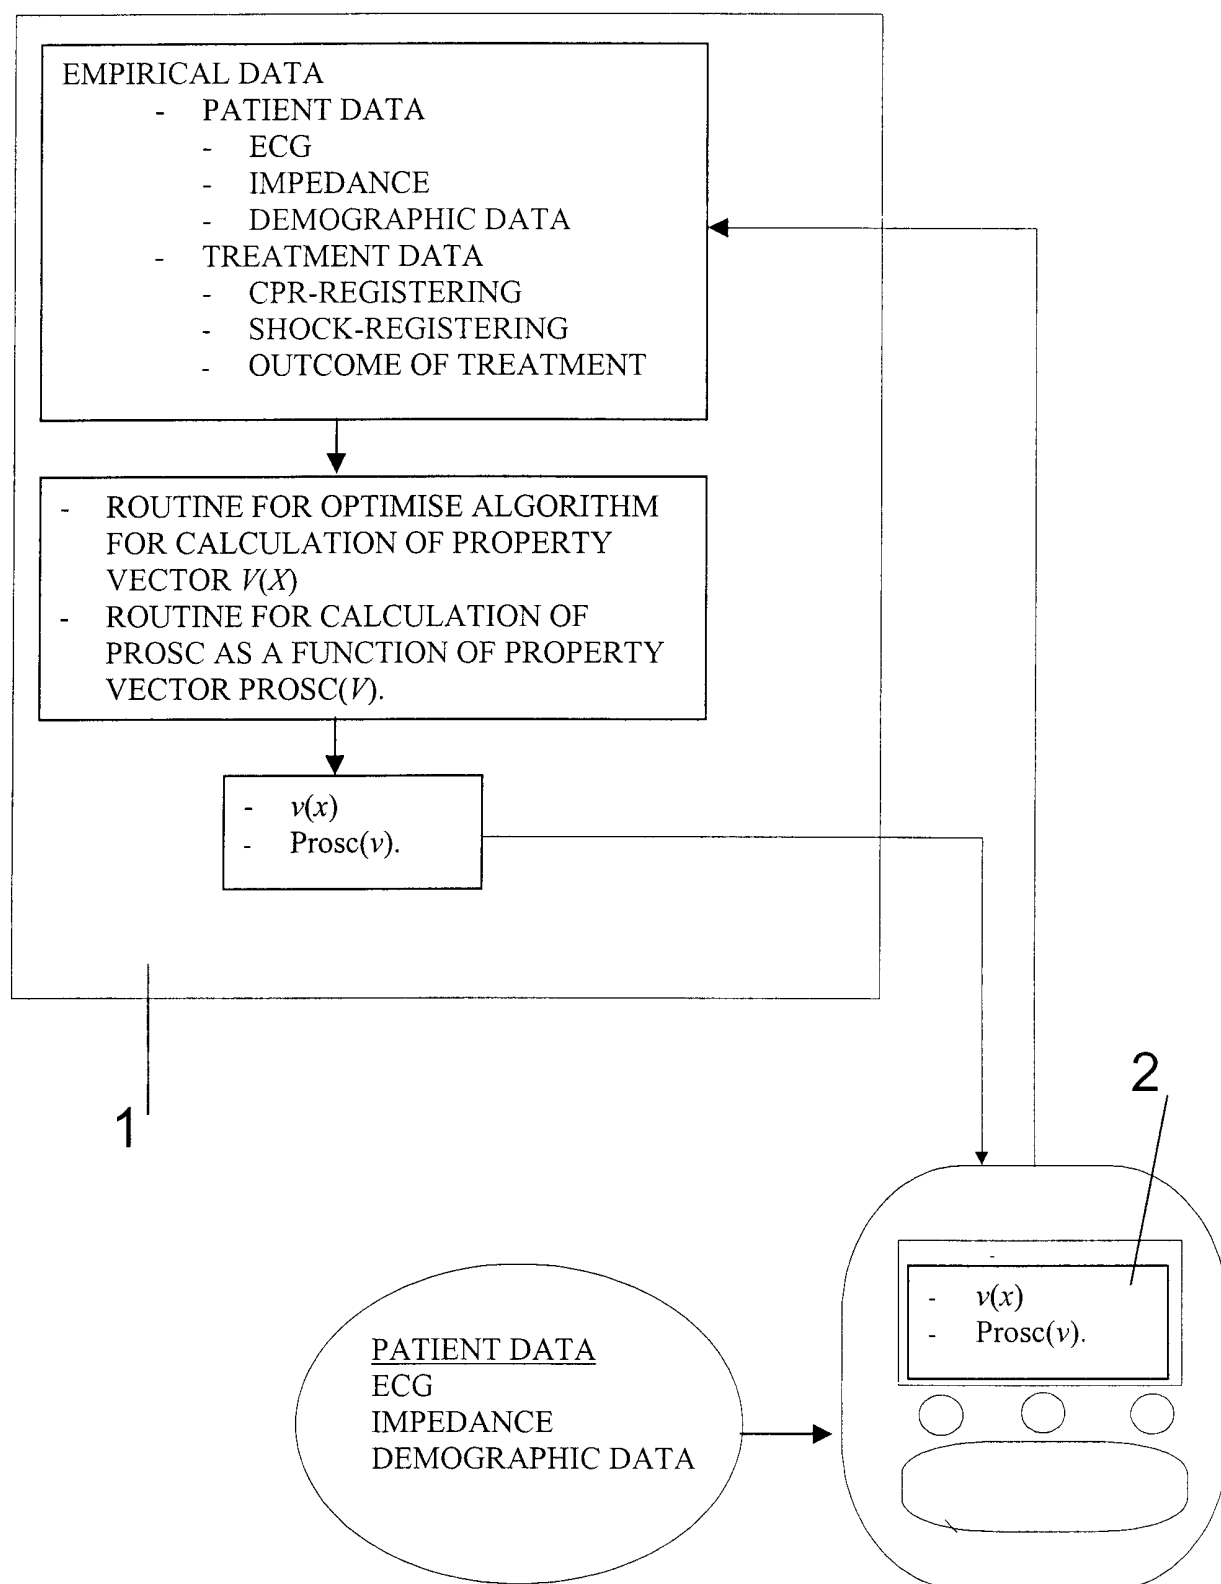 EMPIRICAL DATA
- PATIENT DATA
- ECG
- IMPEDANCE
- DEMOGRAPHIC DATA
- TREATMENT DATA
- CPR-REGISTERING
- SHOCK-REGISTERING
- OUTCOME OF TREATMENT
- ROUTINE FOR OPTIMISE ALGORITHM
FOR CALCULATION OF PROPERTY
VECTOR V(X)
- ROUTINE FOR CALCULATION OF
PROSC AS A FUNCTION OF PROPERTY
VECTOR PROSC(V).
- v(x)
- Prosc(v).
1
2
- v(x)
- Prosc(v).
PATIENT DATA
ECG
IMPEDANCE
DEMOGRAPHIC DATA